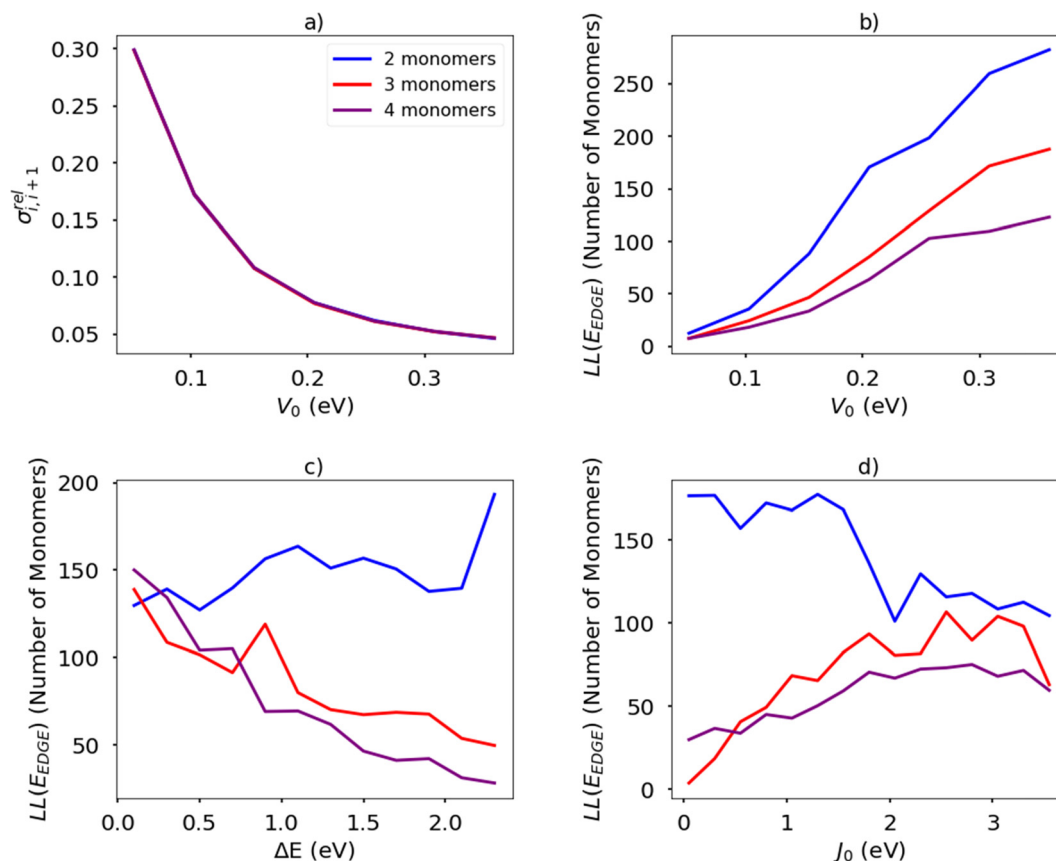 a)
0.30
0.25
0.20
0.15
0.10
0.05
σ^{rel}_{i,i+1}
2 monomers
3 monomers
4 monomers
0.1 0.2 0.3
V_0 (eV)
b)
250
200
150
100
50
0
LL(E_{EDGE}) (Number of Monomers)
0.1 0.2 0.3
V_0 (eV)
c)
200
150
100
50
LL(E_{EDGE}) (Number of Monomers)
0.0 0.5 1.0 1.5 2.0
ΔE (eV)
d)
150
100
50
0
LL(E_{EDGE}) (Number of Monomers)
0 1 2 3
J_0 (eV)